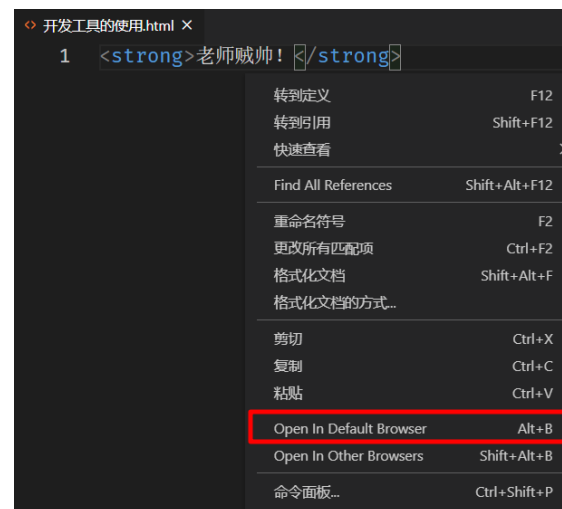 开发工具的使用.html ×
1 <strong>老师贼帅！</strong>
转到定义 F12
转到引用 Shift+F12
快速查看 >
Find All References Shift+Alt+F12
重命名符号 F2
更改所有匹配项 Ctrl+F2
格式化文档 Shift+Alt+F
格式化文档的方式...
剪切 Ctrl+X
复制 Ctrl+C
粘贴 Ctrl+V
Open In Default Browser Alt+B
Open In Other Browsers Shift+Alt+B
命令面板... Ctrl+Shift+P